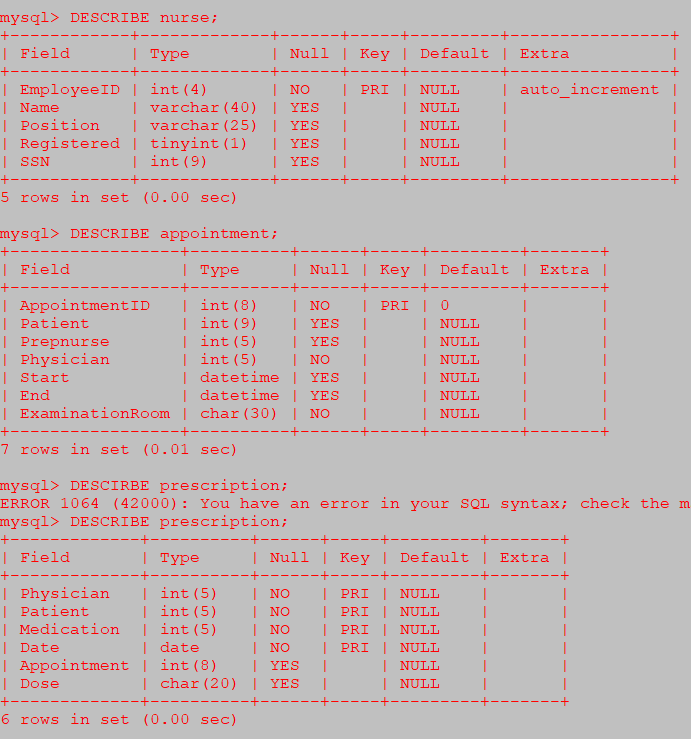 mysql> DESCRIBE nurse;
+------------+-------------+------+-----+---------+----------------+
| Field      | Type        | Null | Key | Default | Extra          |
+------------+-------------+------+-----+---------+----------------+
| EmployeeID | int(4)      | NO   | PRI | NULL    | auto_increment |
| Name       | varchar(40) | YES  |     | NULL    |                |
| Position   | varchar(25) | YES  |     | NULL    |                |
| Registered | tinyint(1)  | YES  |     | NULL    |                |
| SSN        | int(9)      | YES  |     | NULL    |                |
+------------+-------------+------+-----+---------+----------------+
5 rows in set (0.00 sec)
mysql> DESCRIBE appointment;
+-----------------+----------+------+-----+---------+-------+
| Field           | Type     | Null | Key | Default | Extra |
+-----------------+----------+------+-----+---------+-------+
| AppointmentID   | int(8)   | NO   | PRI | 0       |       |
| Patient         | int(9)   | YES  |     | NULL    |       |
| Prepnurse       | int(5)   | YES  |     | NULL    |       |
| Physician       | int(5)   | NO   |     | NULL    |       |
| Start           | datetime | YES  |     | NULL    |       |
| End             | datetime | YES  |     | NULL    |       |
| ExaminationRoom | char(30) | NO   |     | NULL    |       |
+-----------------+----------+------+-----+---------+-------+
7 rows in set (0.01 sec)
mysql> DESCIRBE prescription;
ERROR 1064 (42000): You have an error in your SQL syntax; check the m
mysql> DESCRIBE prescription;
+-------------+----------+------+-----+---------+-------+
| Field       | Type     | Null | Key | Default | Extra |
+-------------+----------+------+-----+---------+-------+
| Physician   | int(5)   | NO   | PRI | NULL    |       |
| Patient     | int(5)   | NO   | PRI | NULL    |       |
| Medication  | int(5)   | NO   | PRI | NULL    |       |
| Date        | date     | NO   | PRI | NULL    |       |
| Appointment | int(8)   | YES  |     | NULL    |       |
| Dose        | char(20) | YES  |     | NULL    |       |
+-------------+----------+------+-----+---------+-------+
6 rows in set (0.00 sec)